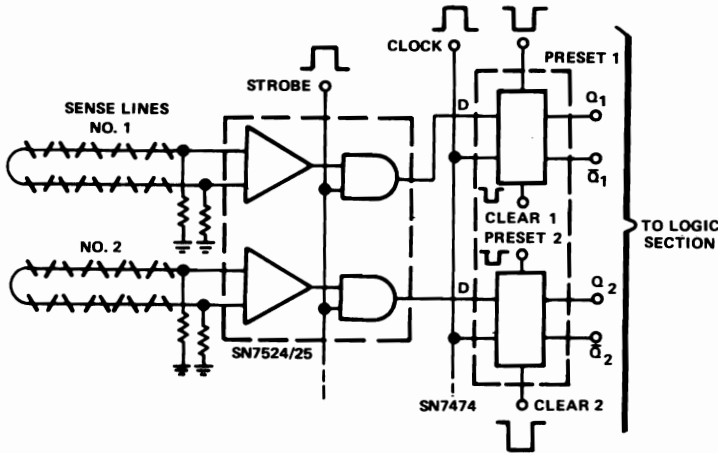 CLOCK
PRESET 1
STROBE
SENSE LINES
NO. 1
D
Q1
Q̅1
CLEAR 1
PRESET 2
TO LOGIC
SECTION
NO. 2
D
Q2
Q̅2
SN7524/25
SN7474
CLEAR 2